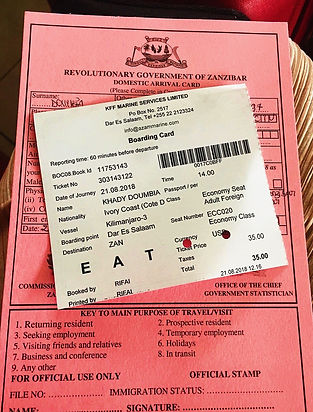 REVOLUTIONARY GOVERNMENT OF ZANZIBAR
DOMESTIC ARRIVAL CARD
(Please Complete in
Surname:
KFF MARINE SERVICES LIMITED
Po Box No. 2517
Dar Es Salaam, Tel +255 22 2123324
info@azammarine.com
Boarding Card
Reporting time: 60 minutes before departure
0017C0BFF
BOC08 Book Id 11753143
Ticket No 303143122
Date of Journey 21.08.2018 Time 14.00
Name KHADY DOUMBIA Passport / per
Nationality Ivory Coast (Cote D Class Economy Seat
Adult Foreign
Vessel Kilimanjaro-3
Boarding point Dar Es Salaam Seat Number ECC020
Economy Class
Destination ZAN Currency US
Ticket Price 35.00
E A T
Taxes
Total 35.00
Booked by RIFAI 21.08.2018 12:16
Printed by RIFAI
COMMISS
ZA
OFFICE OF THE CHIEF
GOVERNMENT STATISTICIAN
KEY TO MAIN PURPOSE OF TRAVEL/VISIT
1. Returning resident 2. Prospective resident
3. Seeking employment 4. Temporary employment
5. Visiting friends and relatives 6. Holidays
7. Business and conference 8. In transit
9. Any other
FOR OFFICIAL USE ONLY OFFICIAL STAMP
FILE NO. IMMIGRATION STATUS:
NAME SIGNATURE: